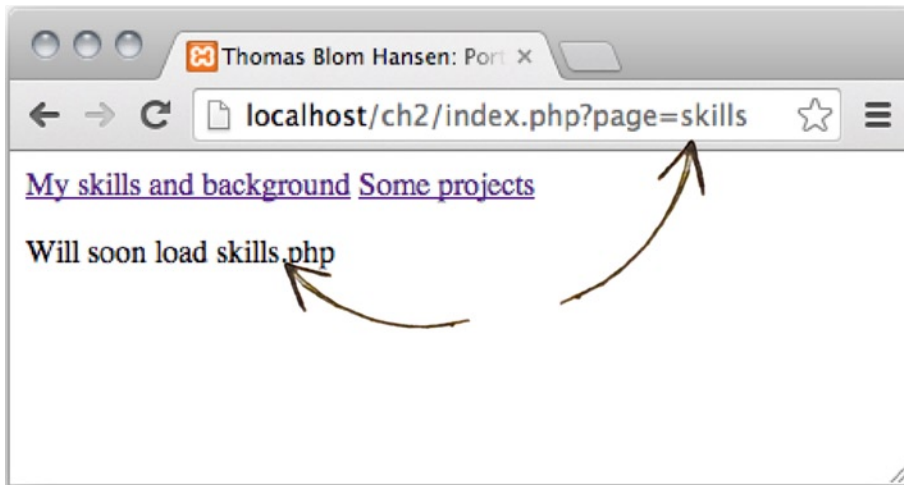 Thomas Blom Hansen: Port
localhost/ch2/index.php?page=skills
My skills and background Some projects
Will soon load skills.php